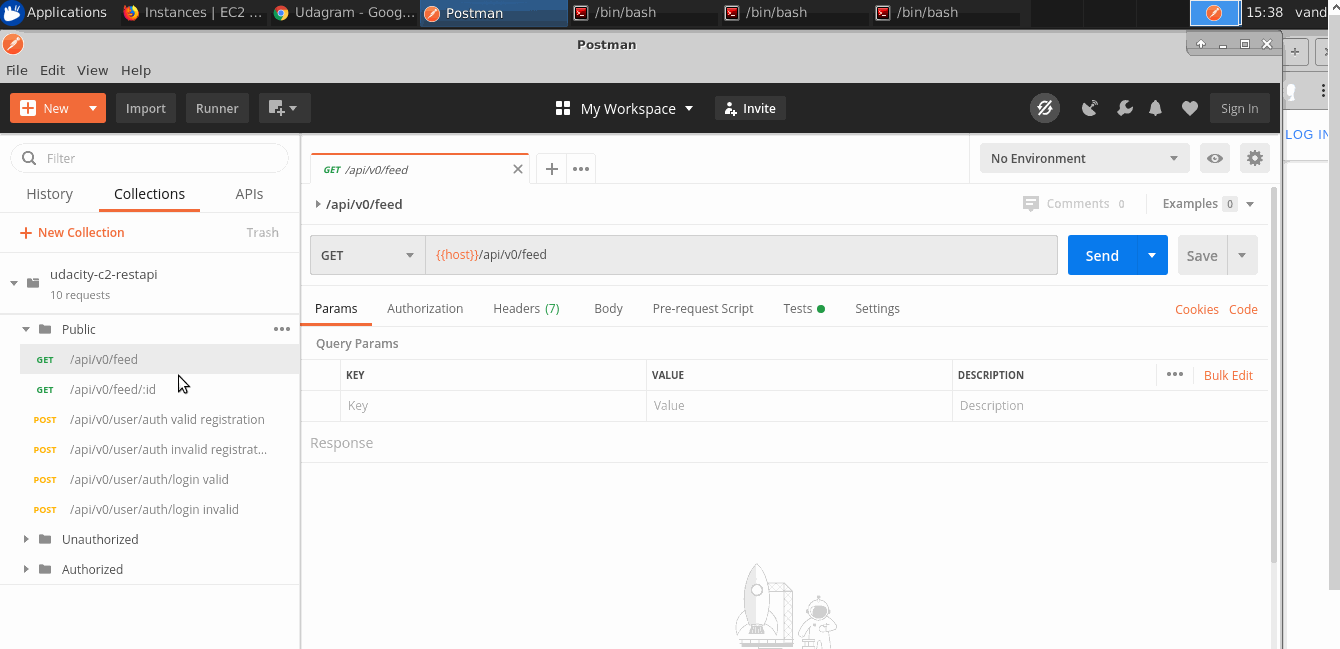 Applications Instances | EC2 ... Udagram - Goog... Postman /bin/bash /bin/bash /bin/bash 15:38 vand
Postman
File Edit View Help
New Import Runner My Workspace Invite Sign In
LOG IN
Filter
No Environment
GET /api/v0/feed
History Collections APIs
/api/v0/feed Comments 0 Examples 0
New Collection Trash
GET {{host}}/api/v0/feed Send Save
udacity-c2-restapi
10 requests
Params Authorization Headers (7) Body Pre-request Script Tests Settings Cookies Code
Public
Query Params
GET /api/v0/feed
KEY VALUE DESCRIPTION Bulk Edit
GET /api/v0/feed/:id
Key Value Description
POST /api/v0/user/auth valid registration
Response
POST /api/v0/user/auth invalid registrat...
POST /api/v0/user/auth/login valid
POST /api/v0/user/auth/login invalid
Unauthorized
Authorized